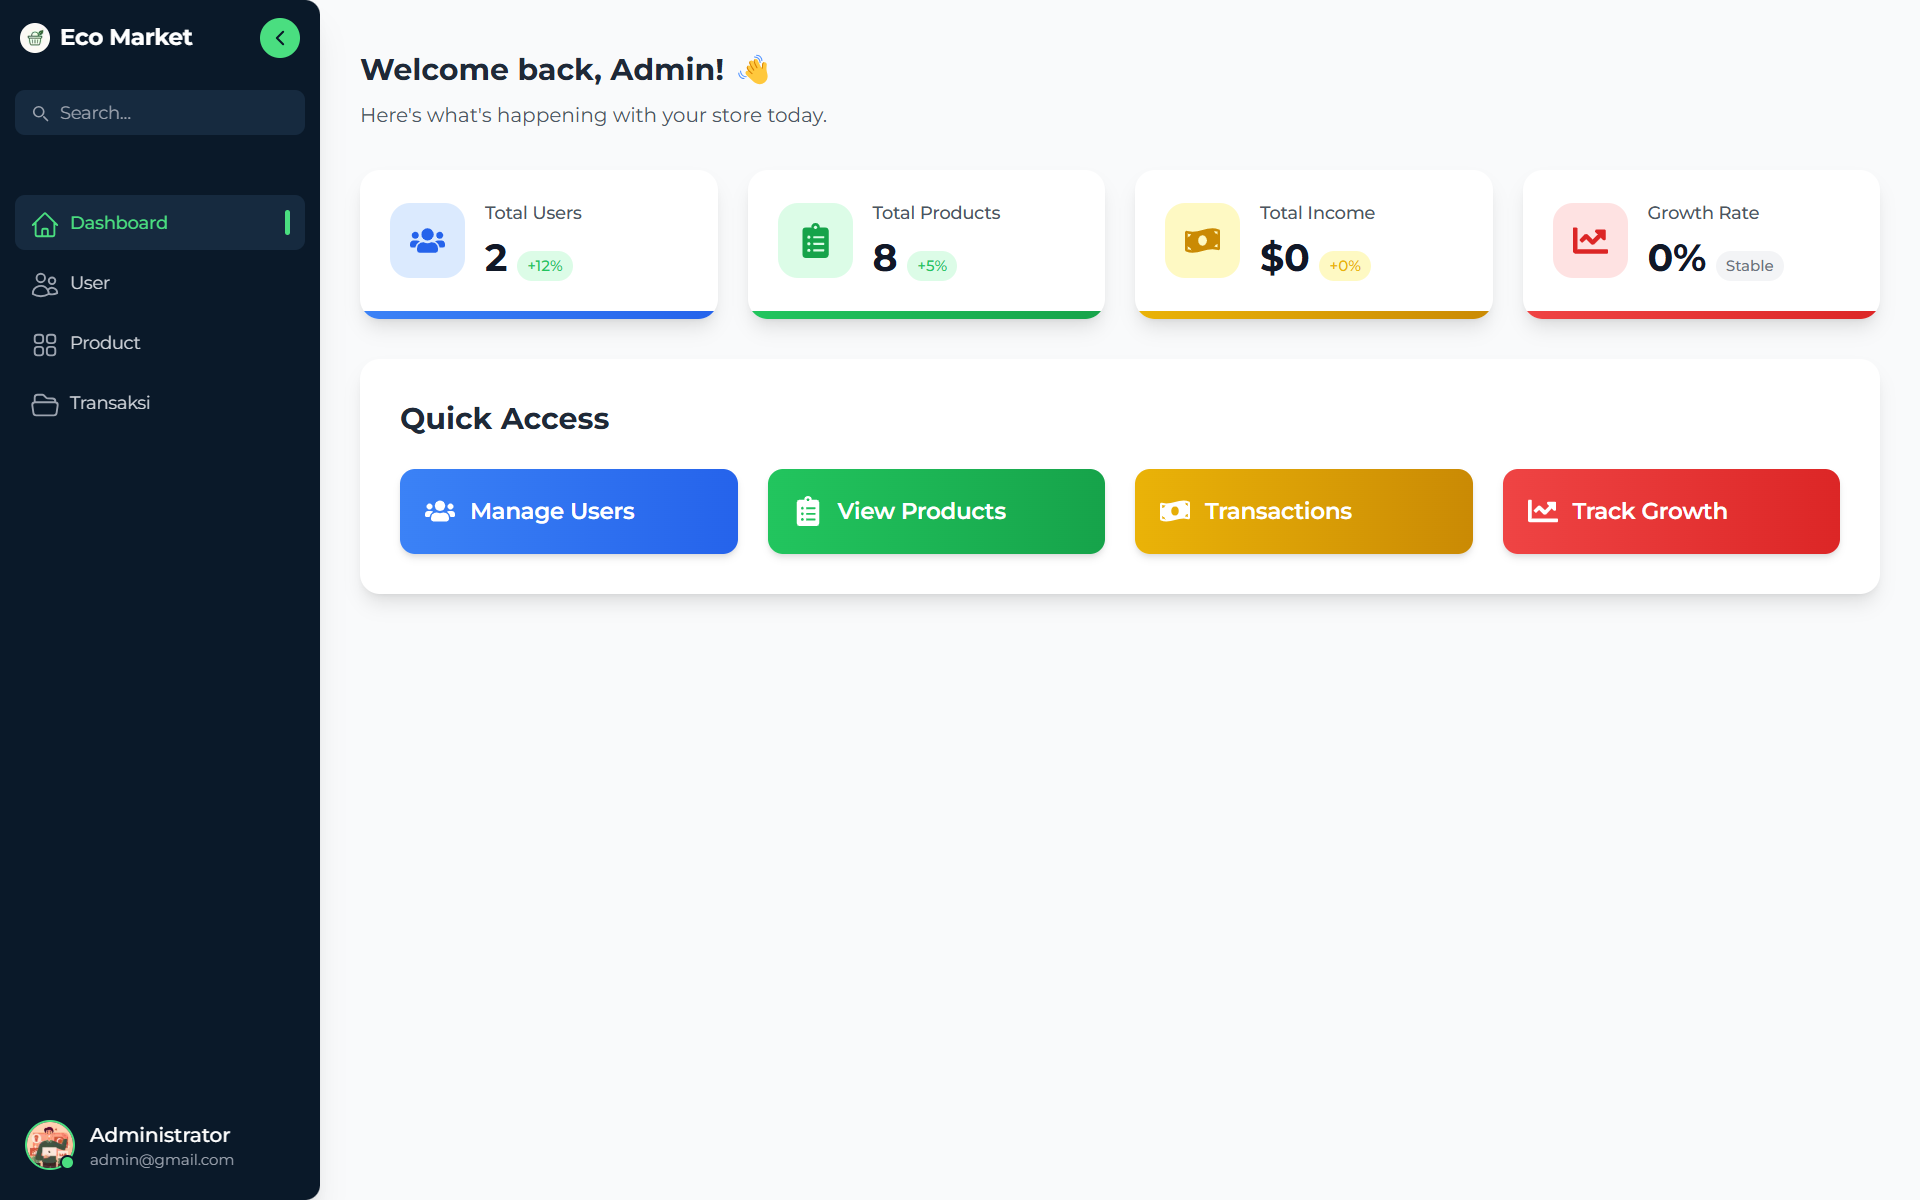 Eco Market
Search...
Dashboard
User
Product
Transaksi
Administrator
admin@gmail.com
Welcome back, Admin! 👋
Here's what's happening with your store today.
Total Users
2 +12%
Total Products
8 +5%
Total Income
$0 +0%
Growth Rate
0% Stable
Quick Access
Manage Users
View Products
Transactions
Track Growth